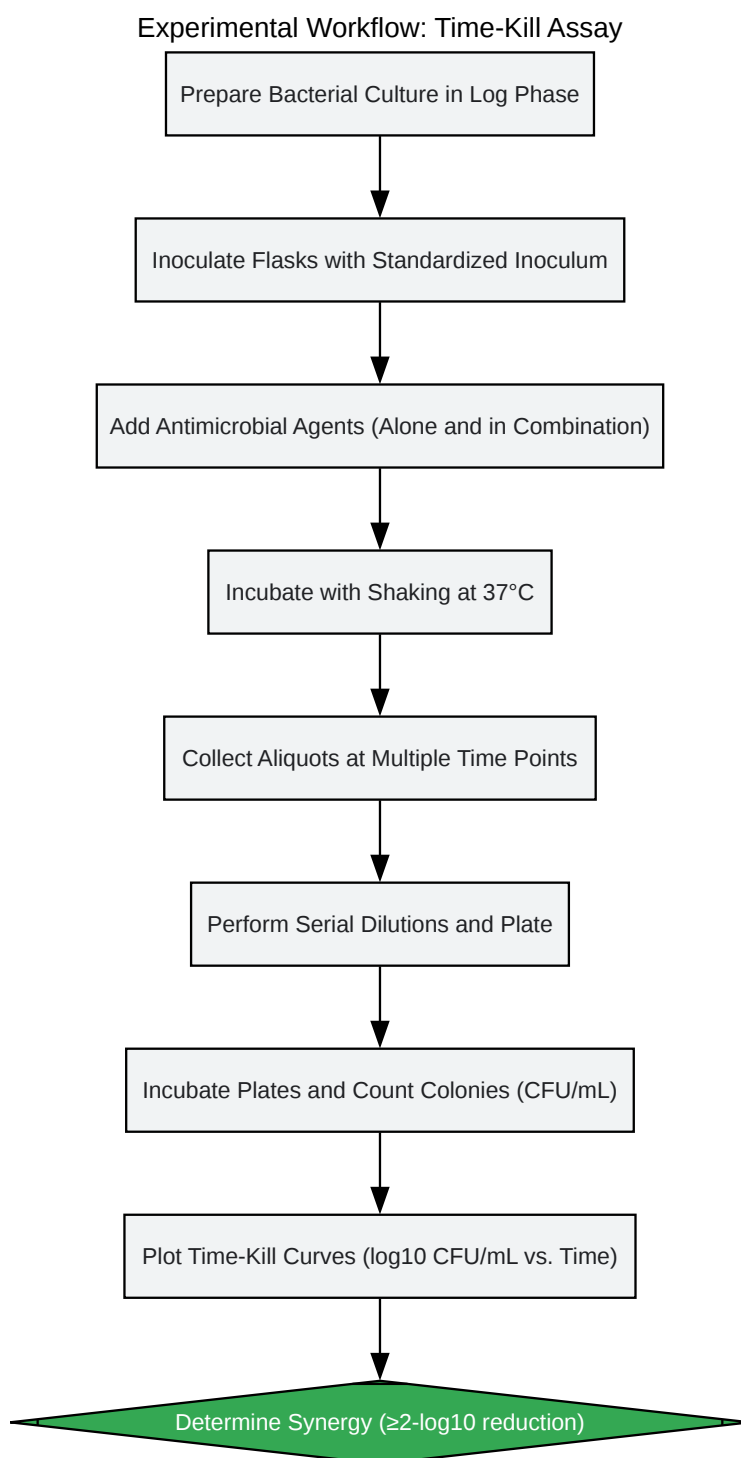 Experimental Workflow: Time-Kill Assay
Prepare Bacterial Culture in Log Phase
Inoculate Flasks with Standardized Inoculum
Add Antimicrobial Agents (Alone and in Combination)
Incubate with Shaking at 37°C
Collect Aliquots at Multiple Time Points
Perform Serial Dilutions and Plate
Incubate Plates and Count Colonies (CFU/mL)
Plot Time-Kill Curves (log10 CFU/mL vs. Time)
Determine Synergy (≥2-log10 reduction)